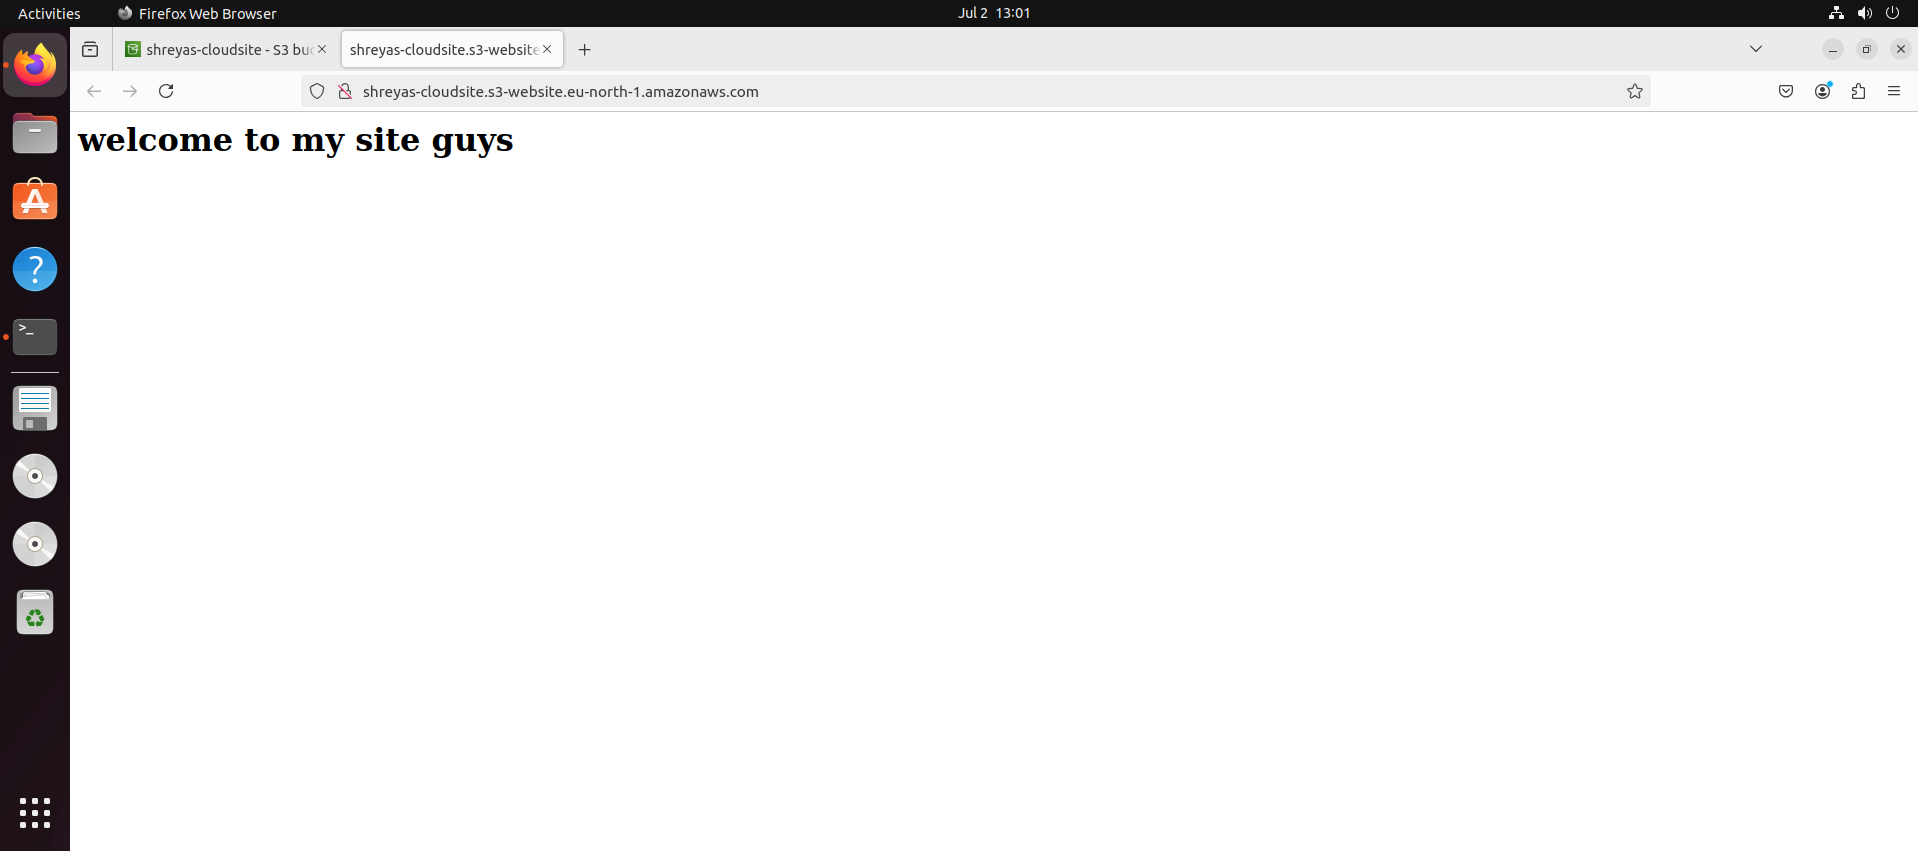 Activities
Firefox Web Browser
Jul 2 13:01
shreyas-cloudsite - S3 buc
shreyas-cloudsite.s3-website
shreyas-cloudsite.s3-website.eu-north-1.amazonaws.com
welcome to my site guys